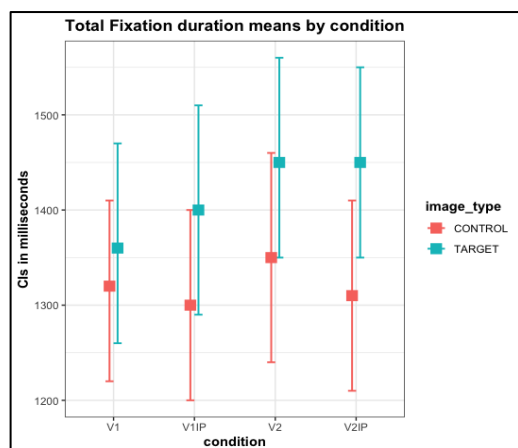 Total Fixation duration means by condition
CIs in milliseconds
1500
1400
1300
1200
V1
V1IP
V2
V2IP
condition
image_type
CONTROL
TARGET